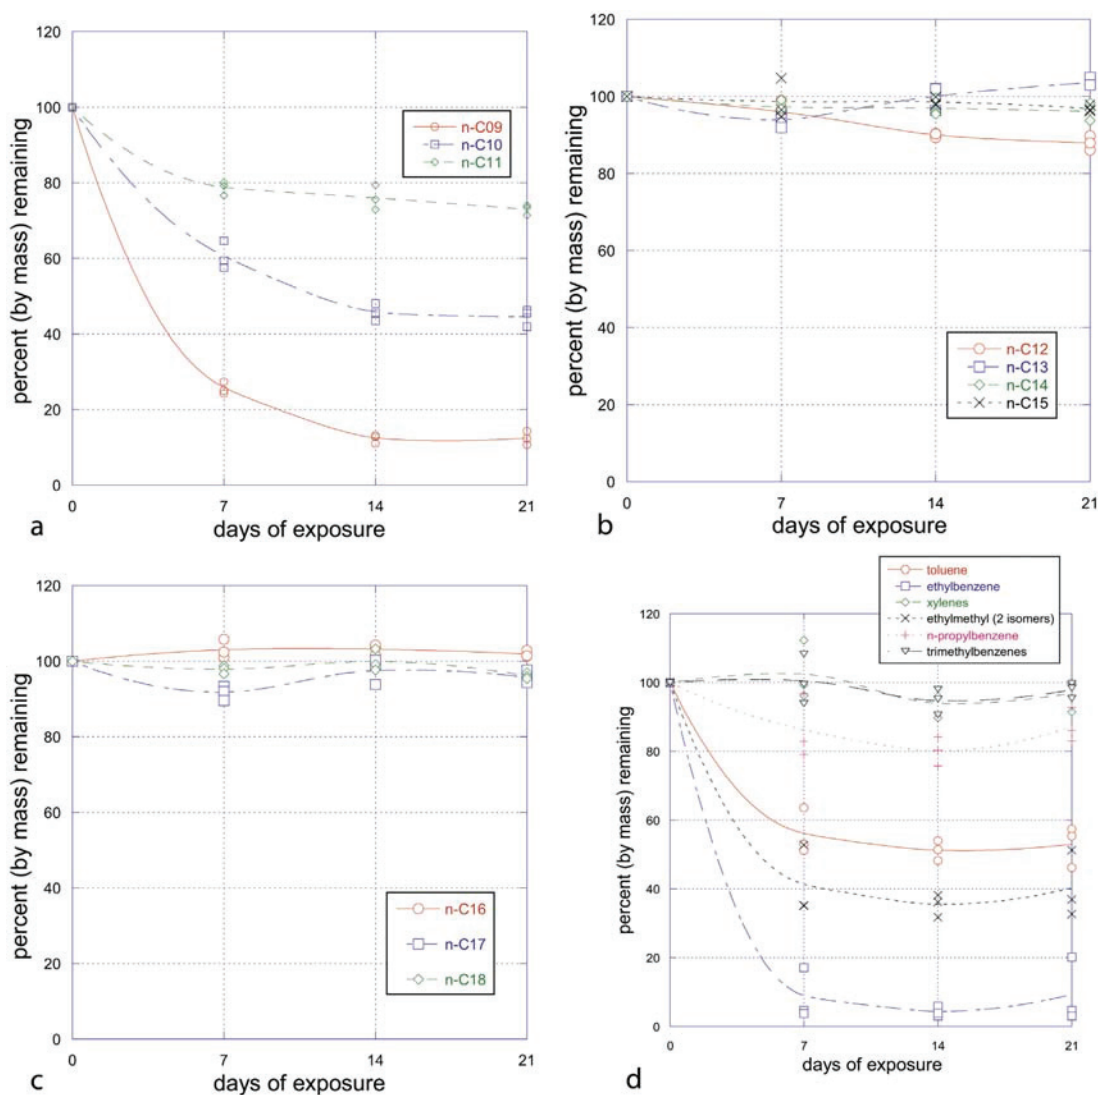 120
100
80
60
40
20
0
percent (by mass) remaining
n-C09
n-C10
n-C11
0 7 14 21
days of exposure
a
120
100
80
60
40
20
0
percent (by mass) remaining
n-C12
n-C13
n-C14
n-C15
0 7 14 21
days of exposure
b
120
100
80
60
40
20
0
percent (by mass) remaining
n-C16
n-C17
n-C18
0 7 14 21
days of exposure
c
toluene
ethylbenzene
xylenes
ethylmethyl (2 isomers)
n-propylbenzene
trimethylbenzenes
120
100
80
60
40
20
0
percent (by mass) remaining
0 7 14 21
days of exposure
d